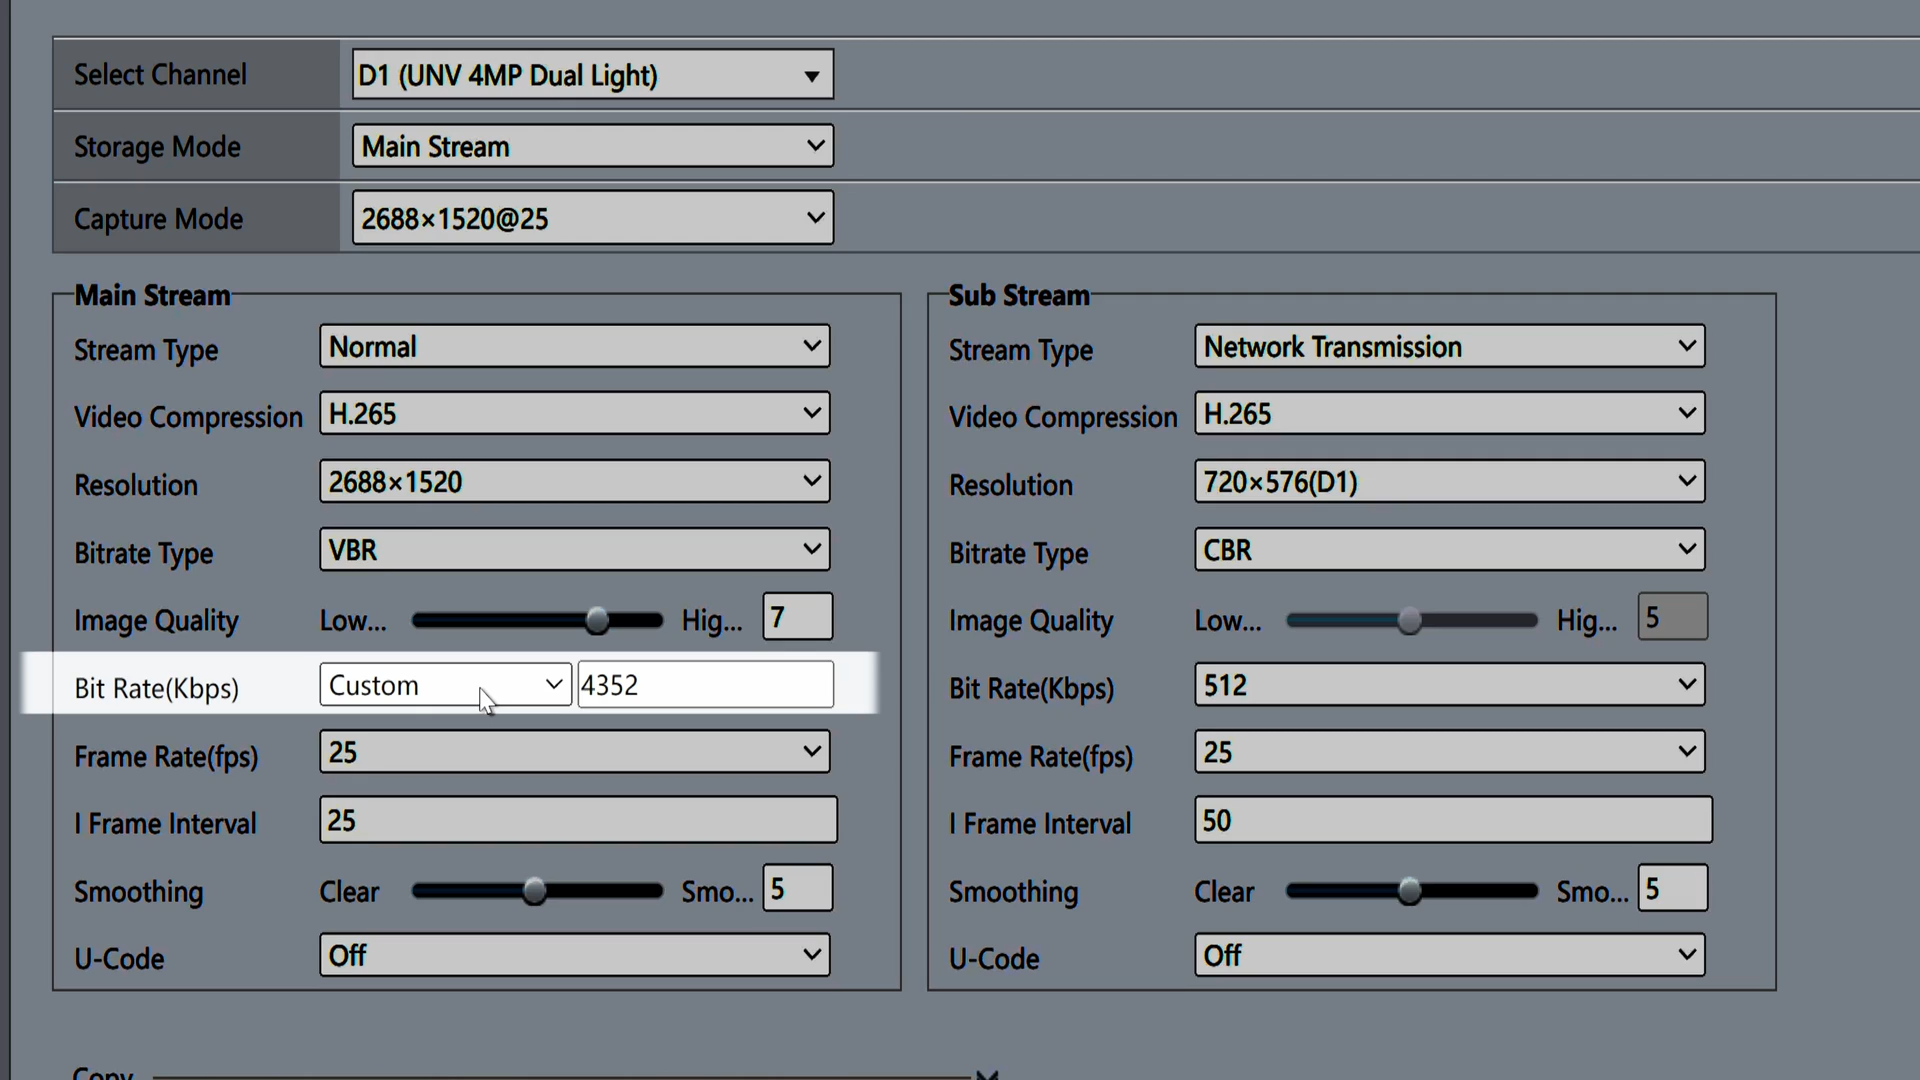 Select Channel D1 (UNV 4MP Dual Light)
Storage Mode Main Stream
Capture Mode 2688×1520@25
Main Stream
Stream Type Normal
Video Compression H.265
Resolution 2688×1520
Bitrate Type VBR
Image Quality Low... Hig... 7
Bit Rate(Kbps) Custom 4352
Frame Rate(fps) 25
I Frame Interval 25
Smoothing Clear Smo... 5
U-Code Off
Sub Stream
Stream Type Network Transmission
Video Compression H.265
Resolution 720×576(D1)
Bitrate Type CBR
Image Quality Low... Hig... 5
Bit Rate(Kbps) 512
Frame Rate(fps) 25
I Frame Interval 50
Smoothing Clear Smo... 5
U-Code Off
Copy